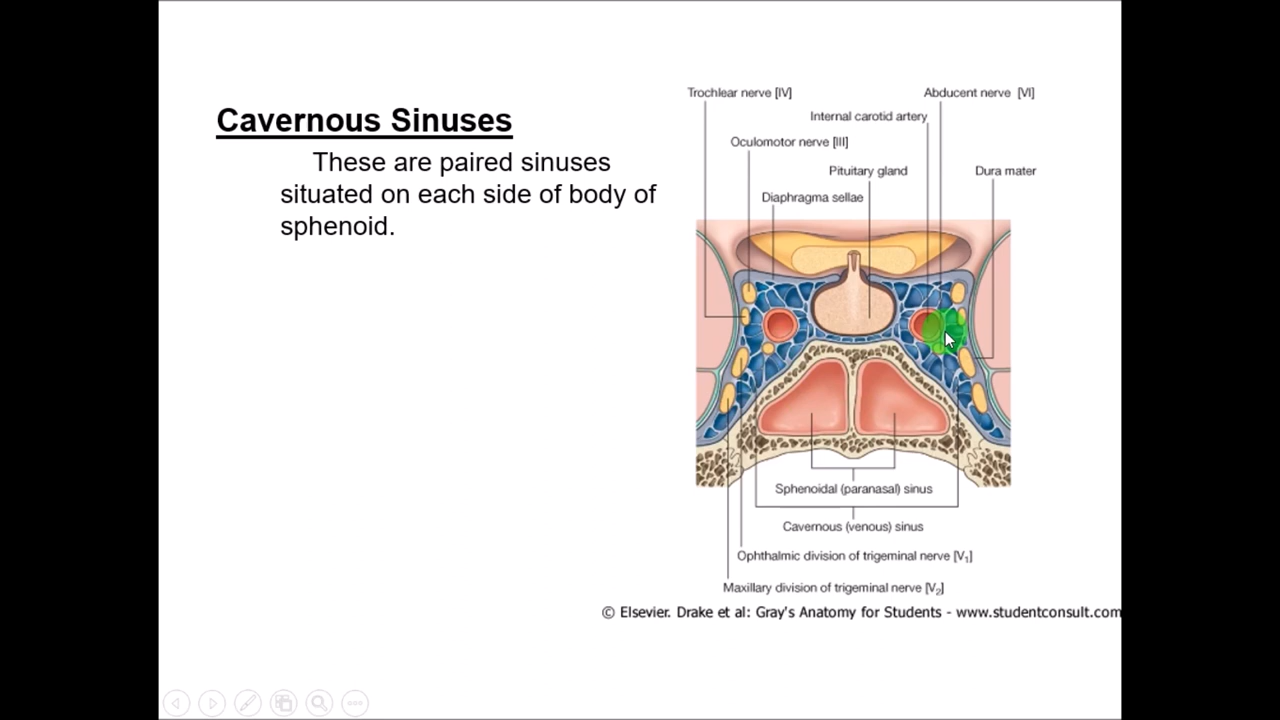 Cavernous Sinuses
These are paired sinuses
situated on each side of body of
sphenoid.
Trochlear nerve [IV]
Abducent nerve [VI]
Internal carotid artery
Oculomotor nerve [III]
Pituitary gland
Dura mater
Diaphragma sellae
Sphenoidal (paranasal) sinus
Cavernous (venous) sinus
Ophthalmic division of trigeminal nerve [V₁]
Maxillary division of trigeminal nerve [V₂]
© Elsevier. Drake et al: Gray's Anatomy for Students - www.studentconsult.com